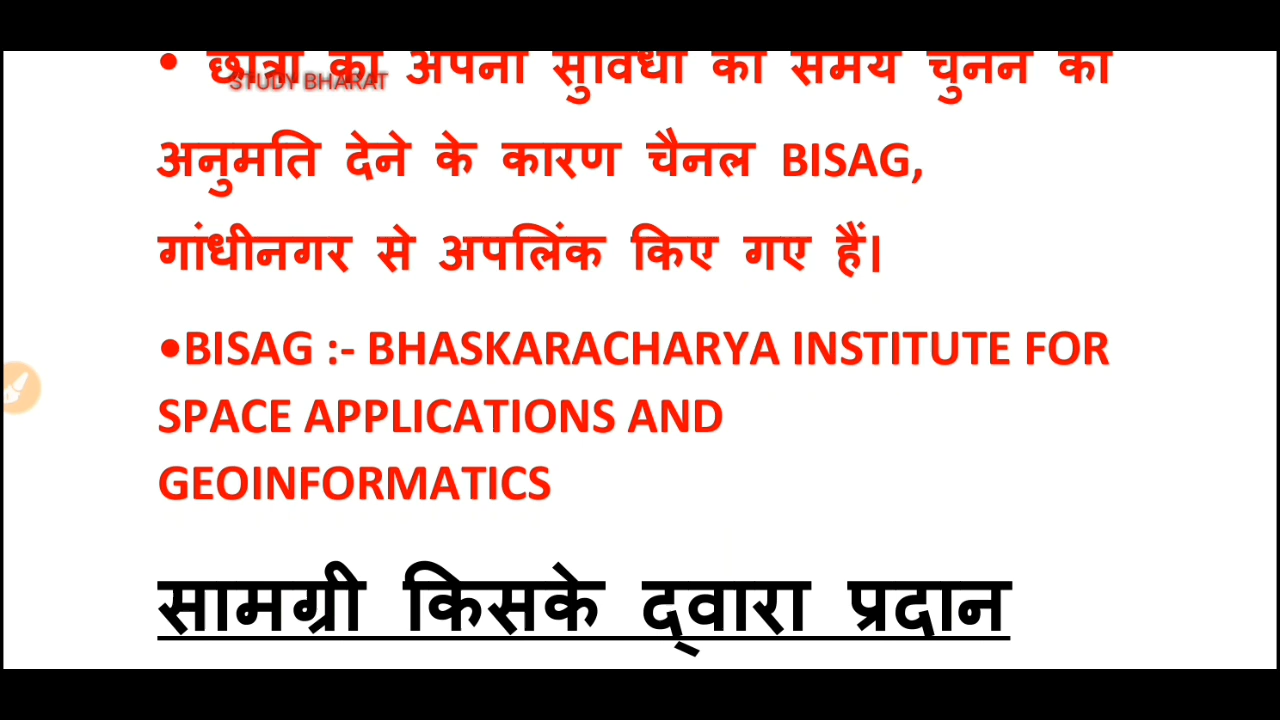 • छात्रों को अपनी सुविधा का समय चुनने की
STUDY BHARAT
अनुमति देने के कारण चैनल BISAG,
गांधीनगर से अपलिंक किए गए हैं।
•BISAG :- BHASKARACHARYA INSTITUTE FOR
SPACE APPLICATIONS AND
GEOINFORMATICS
सामग्री किसके द्वारा प्रदान